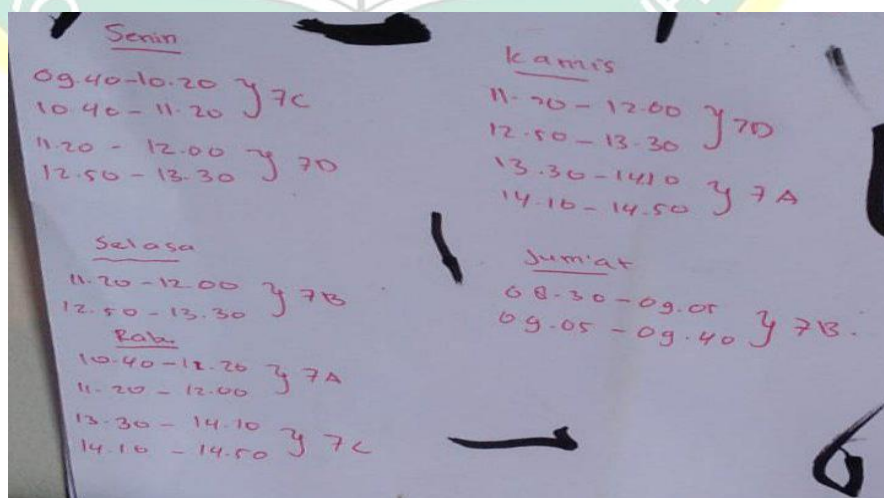 Senin
09.40-10.20 } 7C
10.40-11.20
11.20 - 12.00 } 7D
12.50-13.30
Selasa
11.20-12.00 } 7B
12.50-13.30
Rabu
10.40-11.20 } 7A
11.20-12.00
13.30 - 14.10 } 7C
14.10 - 14.50
Kamis
11.20 - 12.00 } 7D
12.50 - 13.30
13.30-1410 } 7A
14.10-14.50
Jum'at
08.30-09.05 } 7B.
09.05-09.40